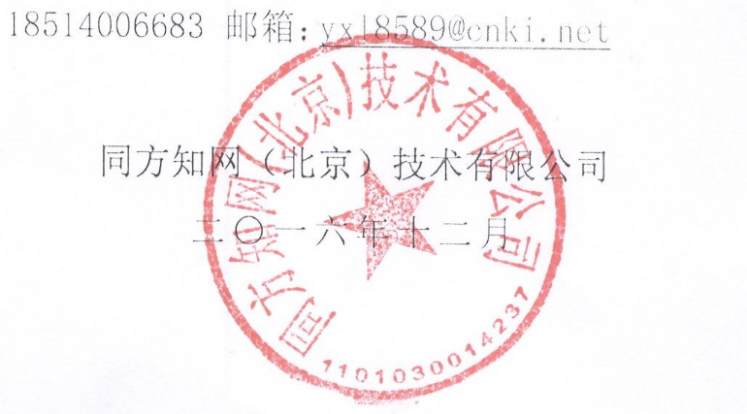 18514006683 邮箱：yxl8589@cnki.net
同方知网（北京）技术有限公司
二〇一六年十二月
同方知网(北京)技术有限公司
1101030014237